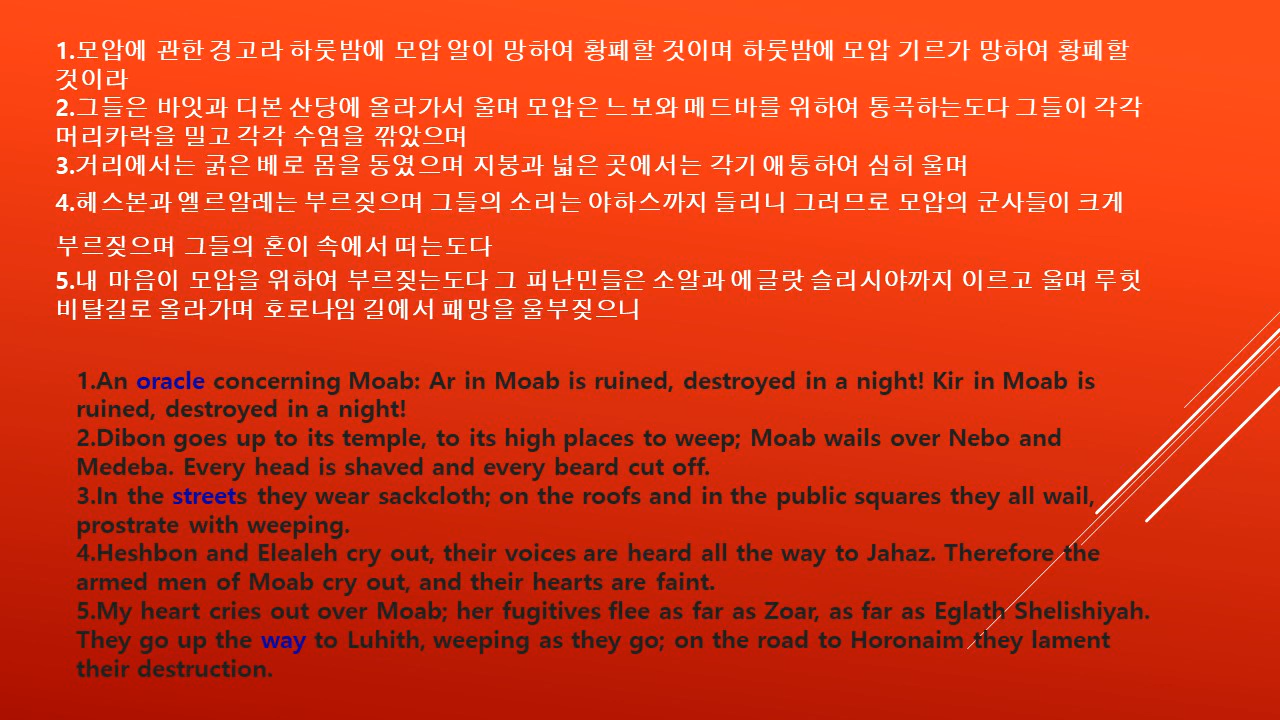 1.모압에 관한 경고라 하룻밤에 모압 알이 망하여 황폐할 것이며 하룻밤에 모압 기르가 망하여 황폐할
것이라
2.그들은 바잇과 디본 산당에 올라가서 울며 모압은 느보와 메드바를 위하여 통곡하는도다 그들이 각각
머리카락을 밀고 각각 수염을 깎았으며
3.거리에서는 굵은 베로 몸을 동였으며 지붕과 넓은 곳에서는 각기 애통하여 심히 울며
4.헤스본과 엘르알레는 부르짖으며 그들의 소리는 야하스까지 들리니 그러므로 모압의 군사들이 크게
부르짖으며 그들의 혼이 속에서 떠는도다
5.내 마음이 모압을 위하여 부르짖는도다 그 피난민들은 소알과 에글랏 슬리시야까지 이르고 울며 루힛
비탈길로 올라가며 호로나임 길에서 패망을 울부짖으니
1.An oracle concerning Moab: Ar in Moab is ruined, destroyed in a night! Kir in Moab is
ruined, destroyed in a night!
2.Dibon goes up to its temple, to its high places to weep; Moab wails over Nebo and
Medeba. Every head is shaved and every beard cut off.
3.In the streets they wear sackcloth; on the roofs and in the public squares they all wail,
prostrate with weeping.
4.Heshbon and Elealeh cry out, their voices are heard all the way to Jahaz. Therefore the
armed men of Moab cry out, and their hearts are faint.
5.My heart cries out over Moab; her fugitives flee as far as Zoar, as far as Eglath Shelishiyah.
They go up the way to Luhith, weeping as they go; on the road to Horonaim they lament
their destruction.